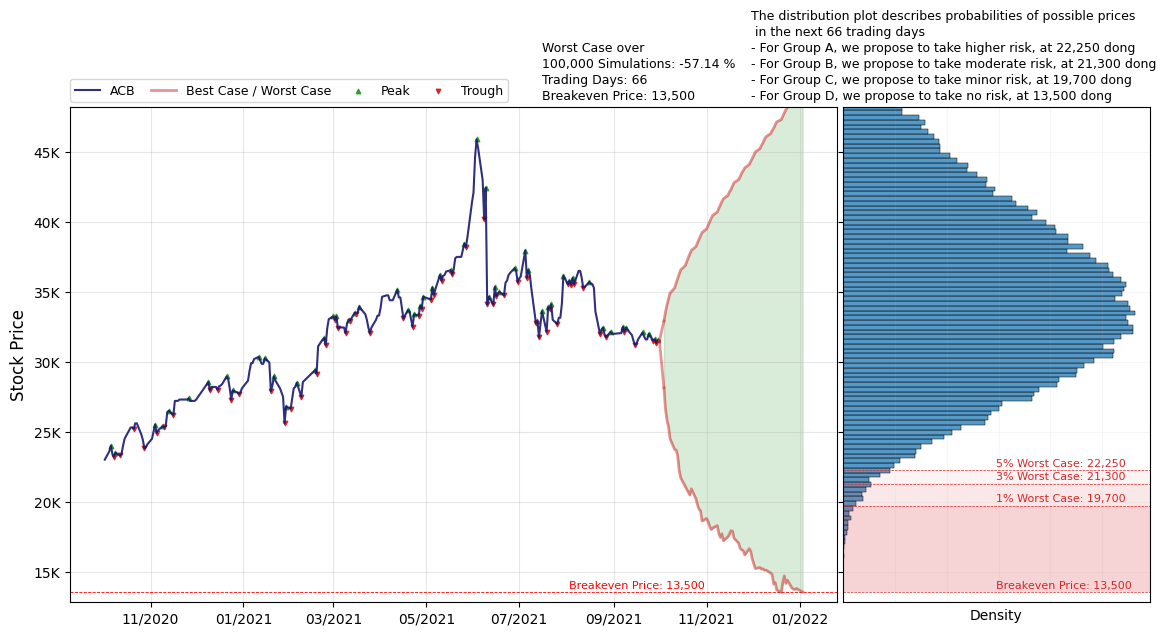 The distribution plot describes probabilities of possible prices
in the next 66 trading days
- For Group A, we propose to take higher risk, at 22,250 dong
- For Group B, we propose to take moderate risk, at 21,300 dong
- For Group C, we propose to take minor risk, at 19,700 dong
- For Group D, we propose to take no risk, at 13,500 dong
Worst Case over
100,000 Simulations: -57.14 %
Trading Days: 66
Breakeven Price: 13,500
ACB
Best Case / Worst Case
Peak
Trough
Stock Price
45K
40K
35K
30K
25K
20K
15K
Breakeven Price: 13,500
11/2020
01/2021
03/2021
05/2021
07/2021
09/2021
11/2021
01/2022
5% Worst Case: 22,250
3% Worst Case: 21,300
1% Worst Case: 19,700
Breakeven Price: 13,500
Density